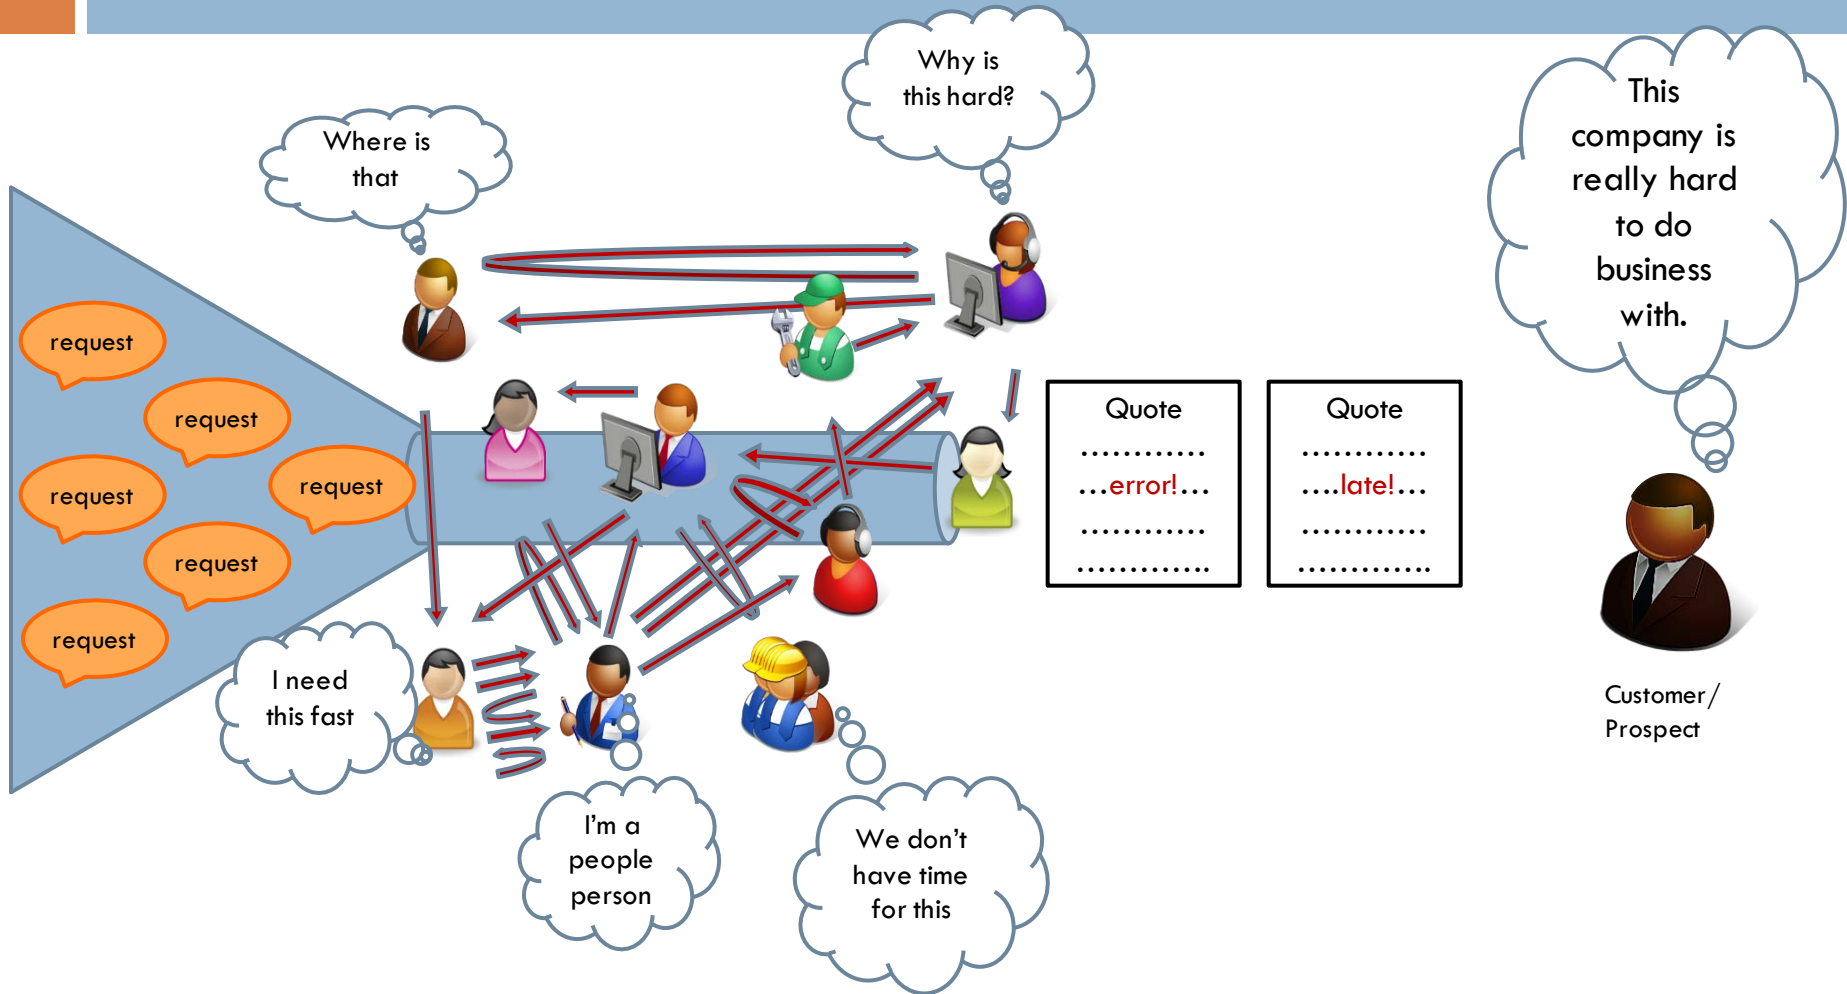 Why is
this hard?
This
company is
really hard
to do
business
with.
Where is
that
request
request
request
request
request
request
request
Quote
............
...error!...
............
.............
Quote
............
....late!...
............
.............
I need
this fast
Customer/
Prospect
I'm a
people
person
We don't
have time
for this